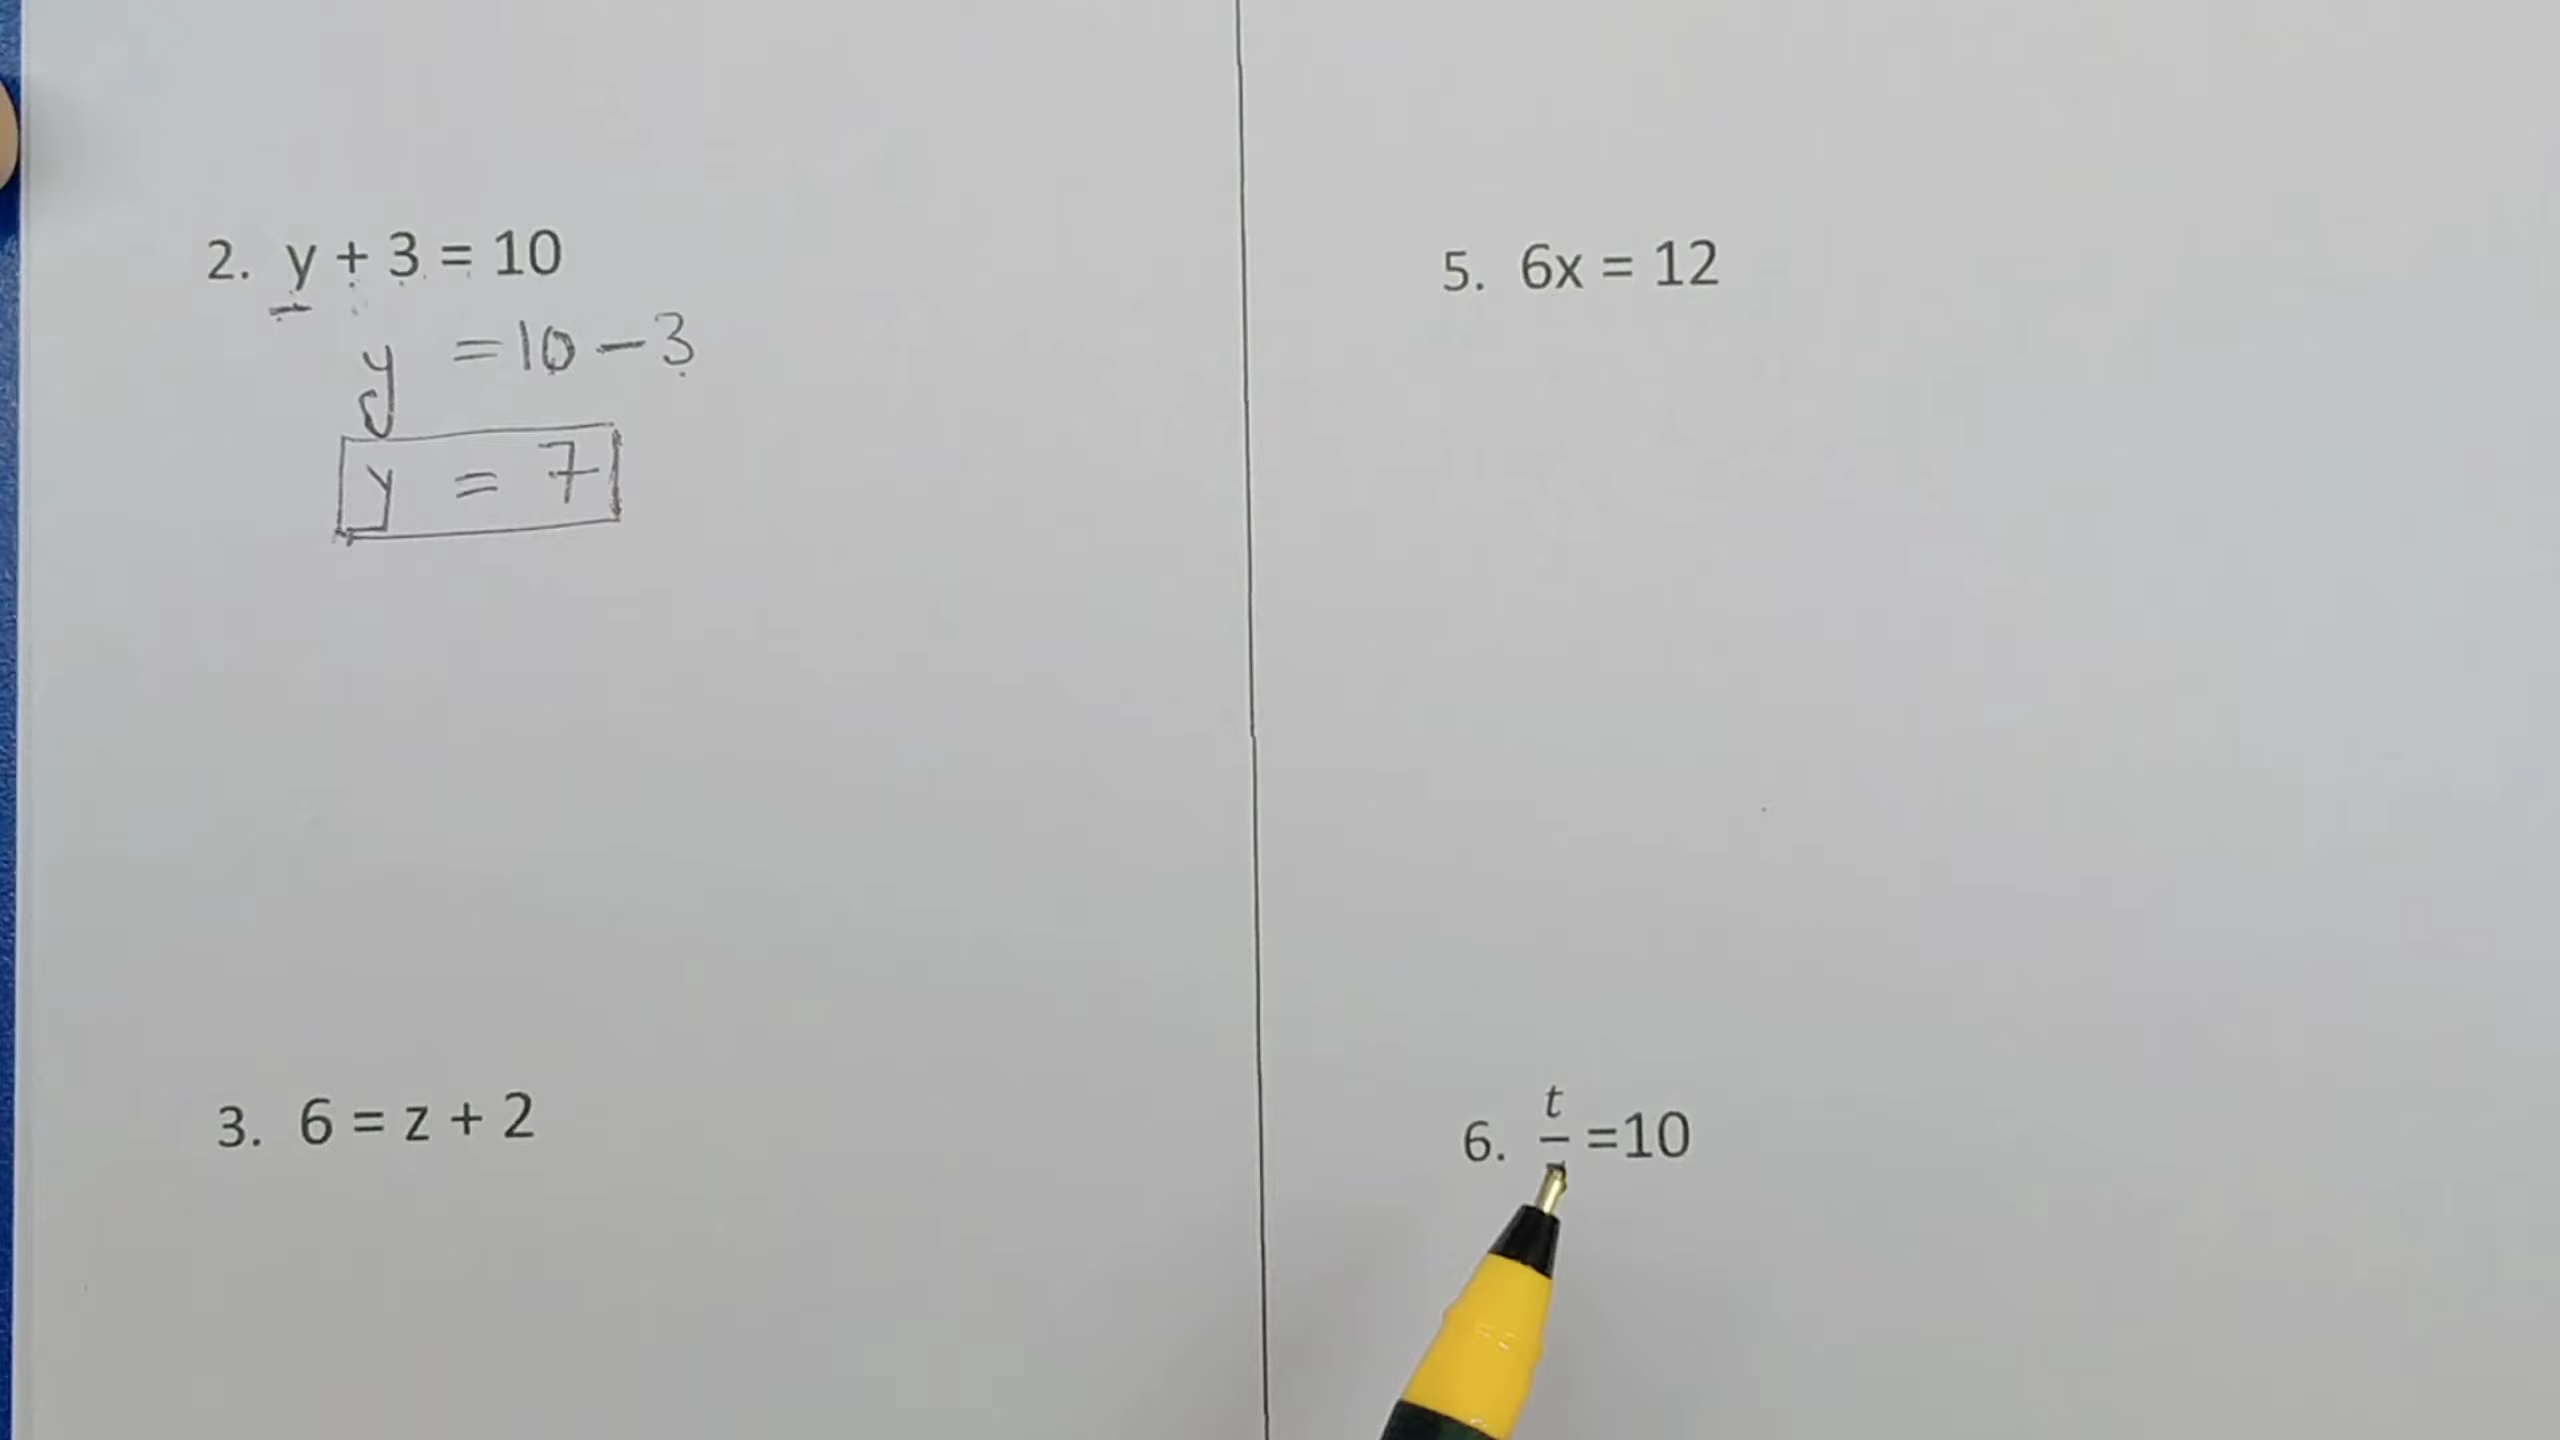 2. y + 3 = 10
y = 10 - 3
y = 7
3. 6 = z + 2
5. 6x = 12
6. t/ =10